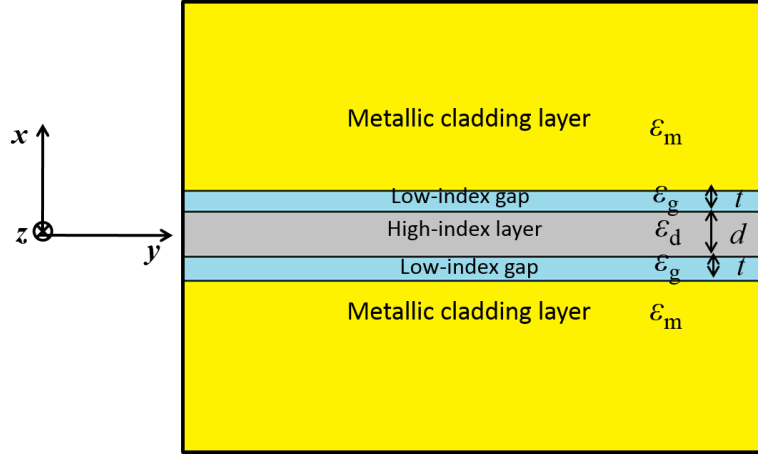 Metallic cladding layer εm
x
Low-index gap εg t
High-index layer εd d
z
y
Low-index gap εg t
Metallic cladding layer εm